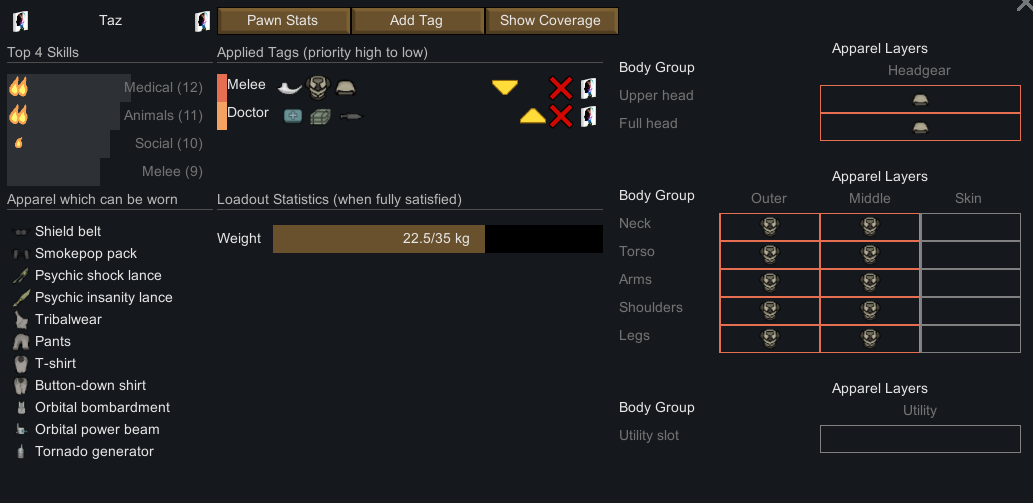 Taz
Pawn Stats
Add Tag
Show Coverage
Top 4 Skills
Medical (12)
Animals (11)
Social (10)
Melee (9)
Apparel which can be worn
Shield belt
Smokepop pack
Psychic shock lance
Psychic insanity lance
Tribalwear
Pants
T-shirt
Button-down shirt
Orbital bombardment
Orbital power beam
Tornado generator
Applied Tags (priority high to low)
Melee
Doctor
Loadout Statistics (when fully satisfied)
Weight 22.5/35 kg
Apparel Layers
Body Group Headgear
Upper head
Full head
Apparel Layers
Body Group Outer Middle Skin
Neck
Torso
Arms
Shoulders
Legs
Apparel Layers
Body Group Utility
Utility slot